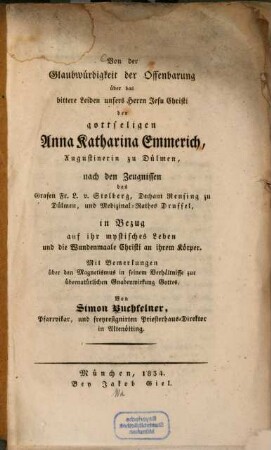 Von der
Glaubwürdigkeit der Offenbarung
über das
bittere Leiden unsers Herrn Jesu Christi
der
gottseligen
Anna Katharina Emmerich,
Augustinerin zu Dülmen,
nach den Zeugnissen
des
Grafen Fr. L. v. Stolberg, Dechant Rensing zu
Dülmen, und Medizinal-Rathes Druffel,
in Bezug
auf ihr mystisches Leben
und die Wundenmaale Christi an ihrem Körper.
Mit Bemerkungen
über den Magnetismus in seinem Verhältnisse zur
übernatürlichen Gnadenwirkung Gottes.
Von
Simon Buchfelner,
Pfarrvikar, und freyresignirten Priesterhaus-Direktor
in Altenötting.
München, 1834.
Bey Jakob Giel.